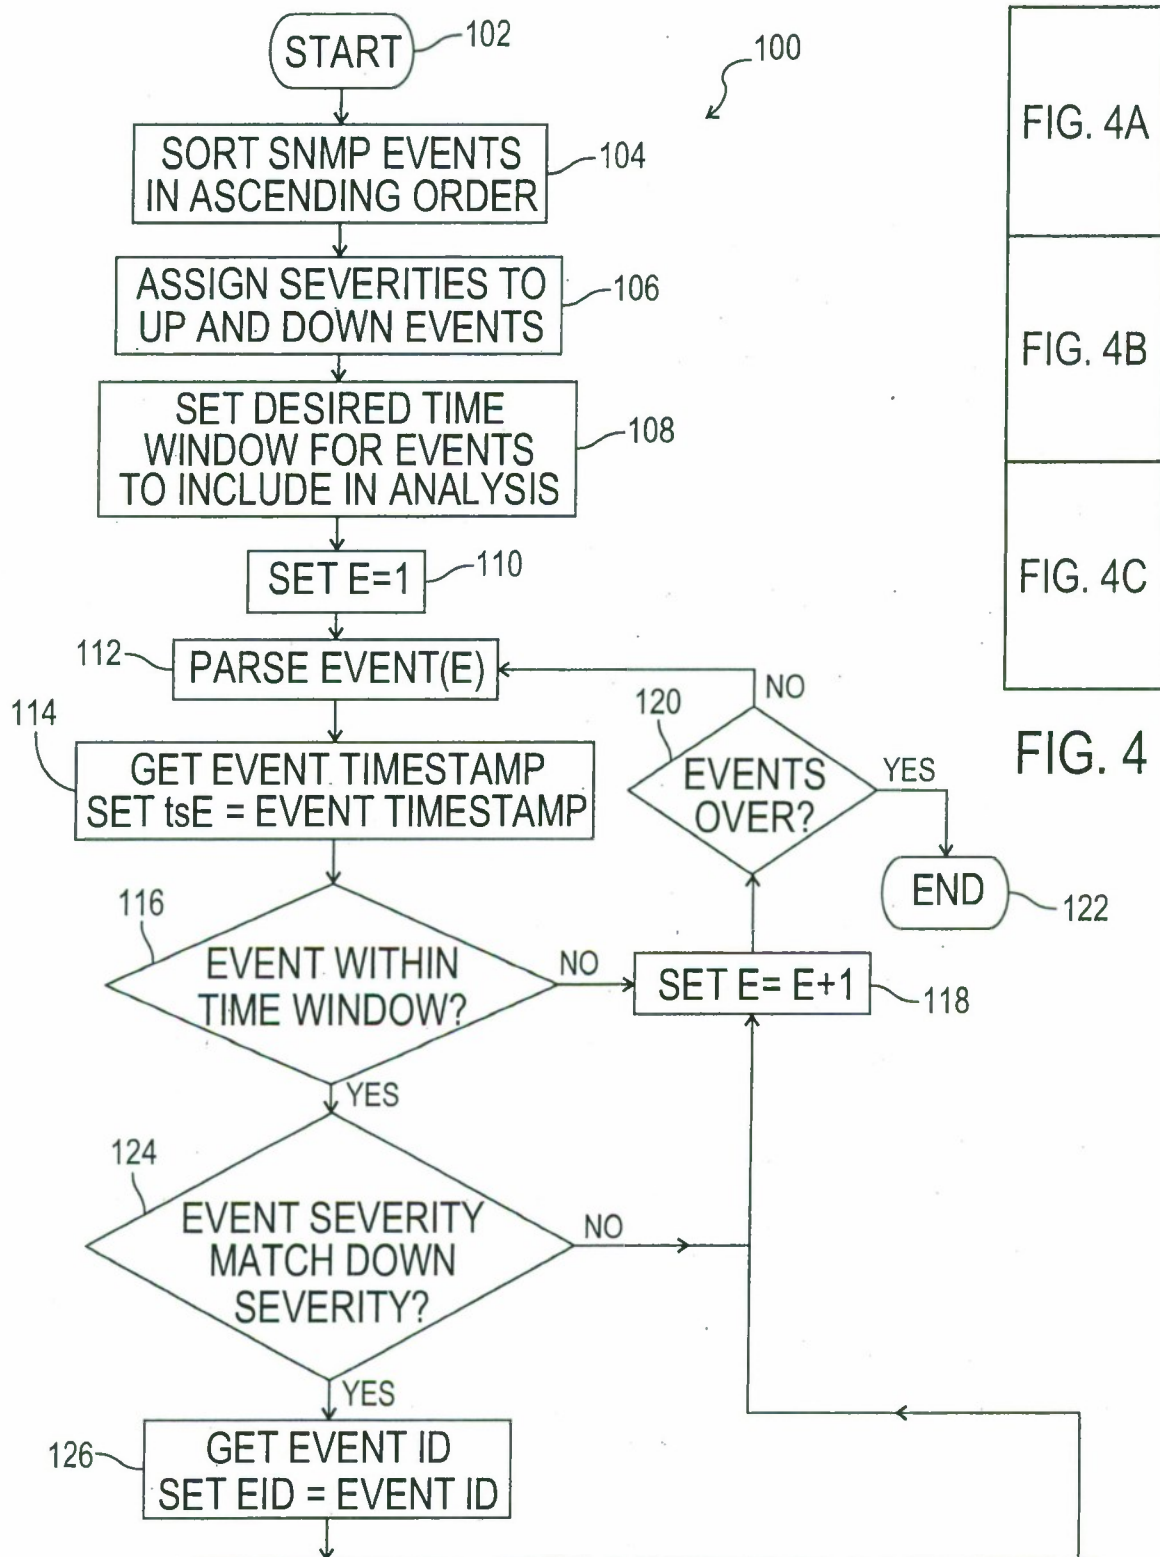 START
102
100
SORT SNMP EVENTS
IN ASCENDING ORDER
104
ASSIGN SEVERITIES TO
UP AND DOWN EVENTS
106
SET DESIRED TIME
WINDOW FOR EVENTS
TO INCLUDE IN ANALYSIS
108
SET E=1
110
112
PARSE EVENT(E)
114
GET EVENT TIMESTAMP
SET tsE = EVENT TIMESTAMP
116
EVENT WITHIN
TIME WINDOW?
NO
YES
SET E= E+1
118
120
EVENTS
OVER?
NO
YES
END
122
124
EVENT SEVERITY
MATCH DOWN
SEVERITY?
NO
YES
126
GET EVENT ID
SET EID = EVENT ID
FIG. 4A
FIG. 4B
FIG. 4C
FIG. 4